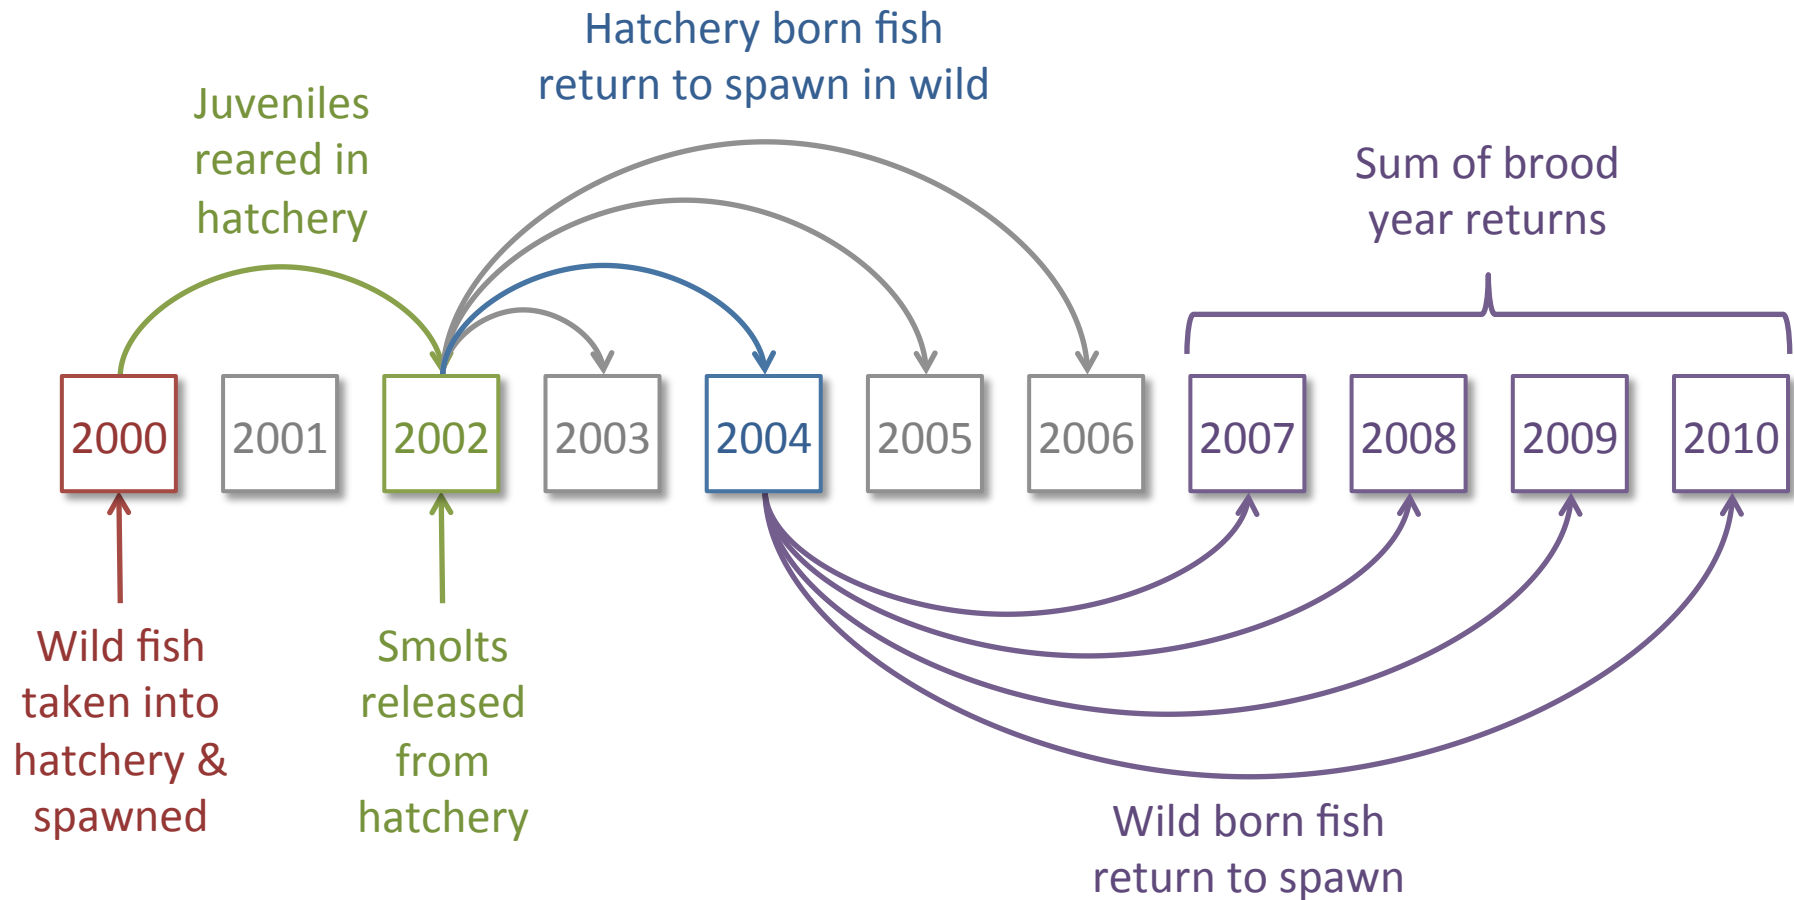 Hatchery born fish
return to spawn in wild
Juveniles
reared in
hatchery
Sum of brood
year returns
2000 2001 2002 2003 2004 2005 2006 2007 2008 2009 2010
Wild fish
taken into
hatchery &
spawned
Smolts
released
from
hatchery
Wild born fish
return to spawn